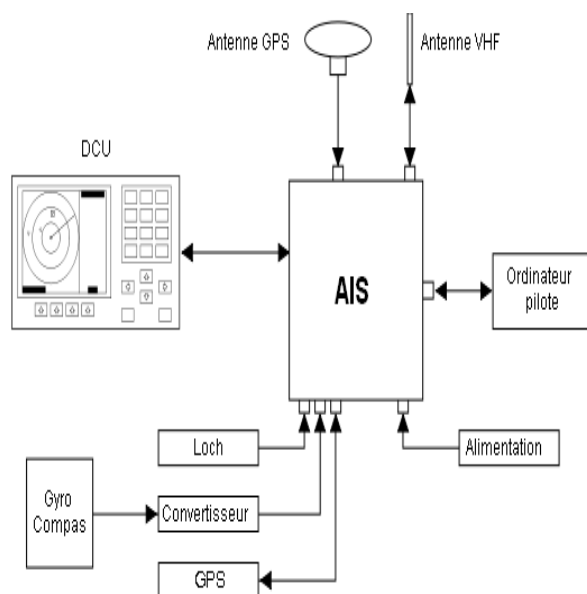 Antenne GPS
Antenne VHF
DCU
AIS
Ordinateur
pilote
Loch
Alimentation
Gyro
Compas
Convertisseur
GPS